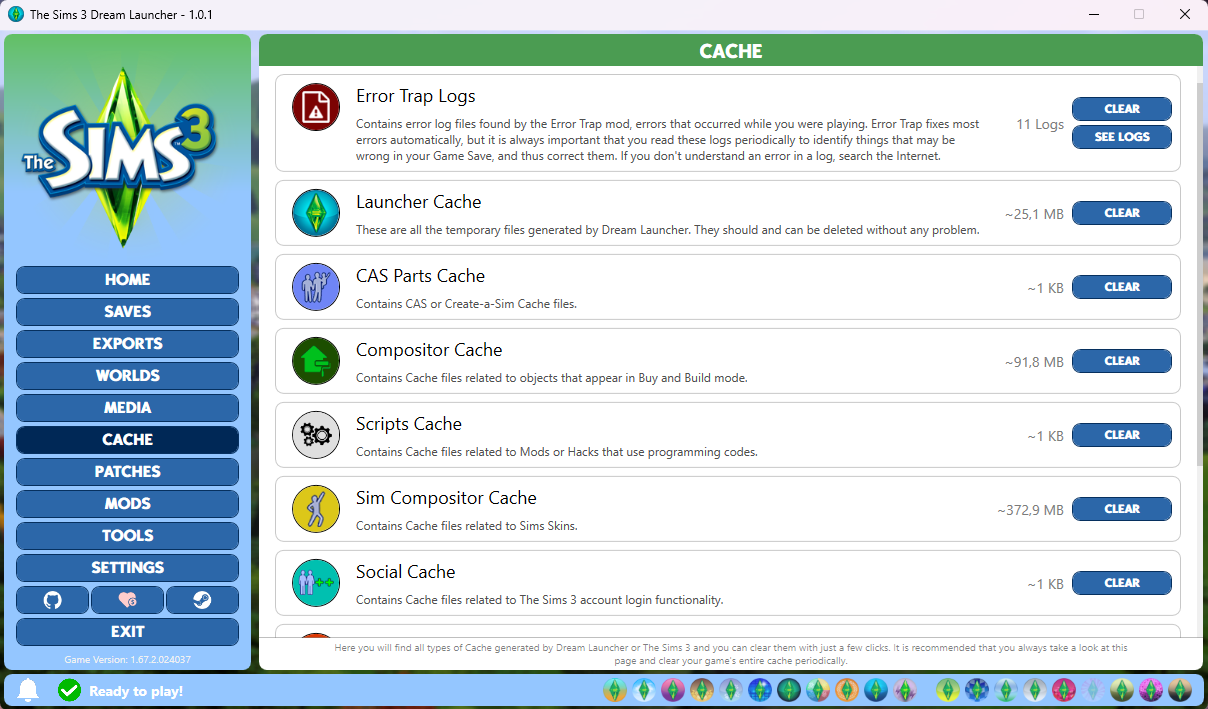 The Sims 3 Dream Launcher - 1.0.1
The SIMS 3
HOME
SAVES
EXPORTS
WORLDS
MEDIA
CACHE
PATCHES
MODS
TOOLS
SETTINGS
EXIT
Game Version: 1.67.2.024037
CACHE
Error Trap Logs
Contains error log files found by the Error Trap mod, errors that occurred while you were playing. Error Trap fixes most
errors automatically, but it is always important that you read these logs periodically to identify things that may be
wrong in your Game Save, and thus correct them. If you don't understand an error in a log, search the Internet.
11 Logs
CLEAR
SEE LOGS
Launcher Cache
These are all the temporary files generated by Dream Launcher. They should and can be deleted without any problem.
~25,1 MB
CLEAR
CAS Parts Cache
Contains CAS or Create-a-Sim Cache files.
~1 KB
CLEAR
Compositor Cache
Contains Cache files related to objects that appear in Buy and Build mode.
~91,8 MB
CLEAR
Scripts Cache
Contains Cache files related to Mods or Hacks that use programming codes.
~1 KB
CLEAR
Sim Compositor Cache
Contains Cache files related to Sims Skins.
~372,9 MB
CLEAR
Social Cache
Contains Cache files related to The Sims 3 account login functionality.
~1 KB
CLEAR
Here you will find all types of Cache generated by Dream Launcher or The Sims 3 and you can clear them with just a few clicks. It is recommended that you always take a look at this
page and clear your game's entire cache periodically.
Ready to play!